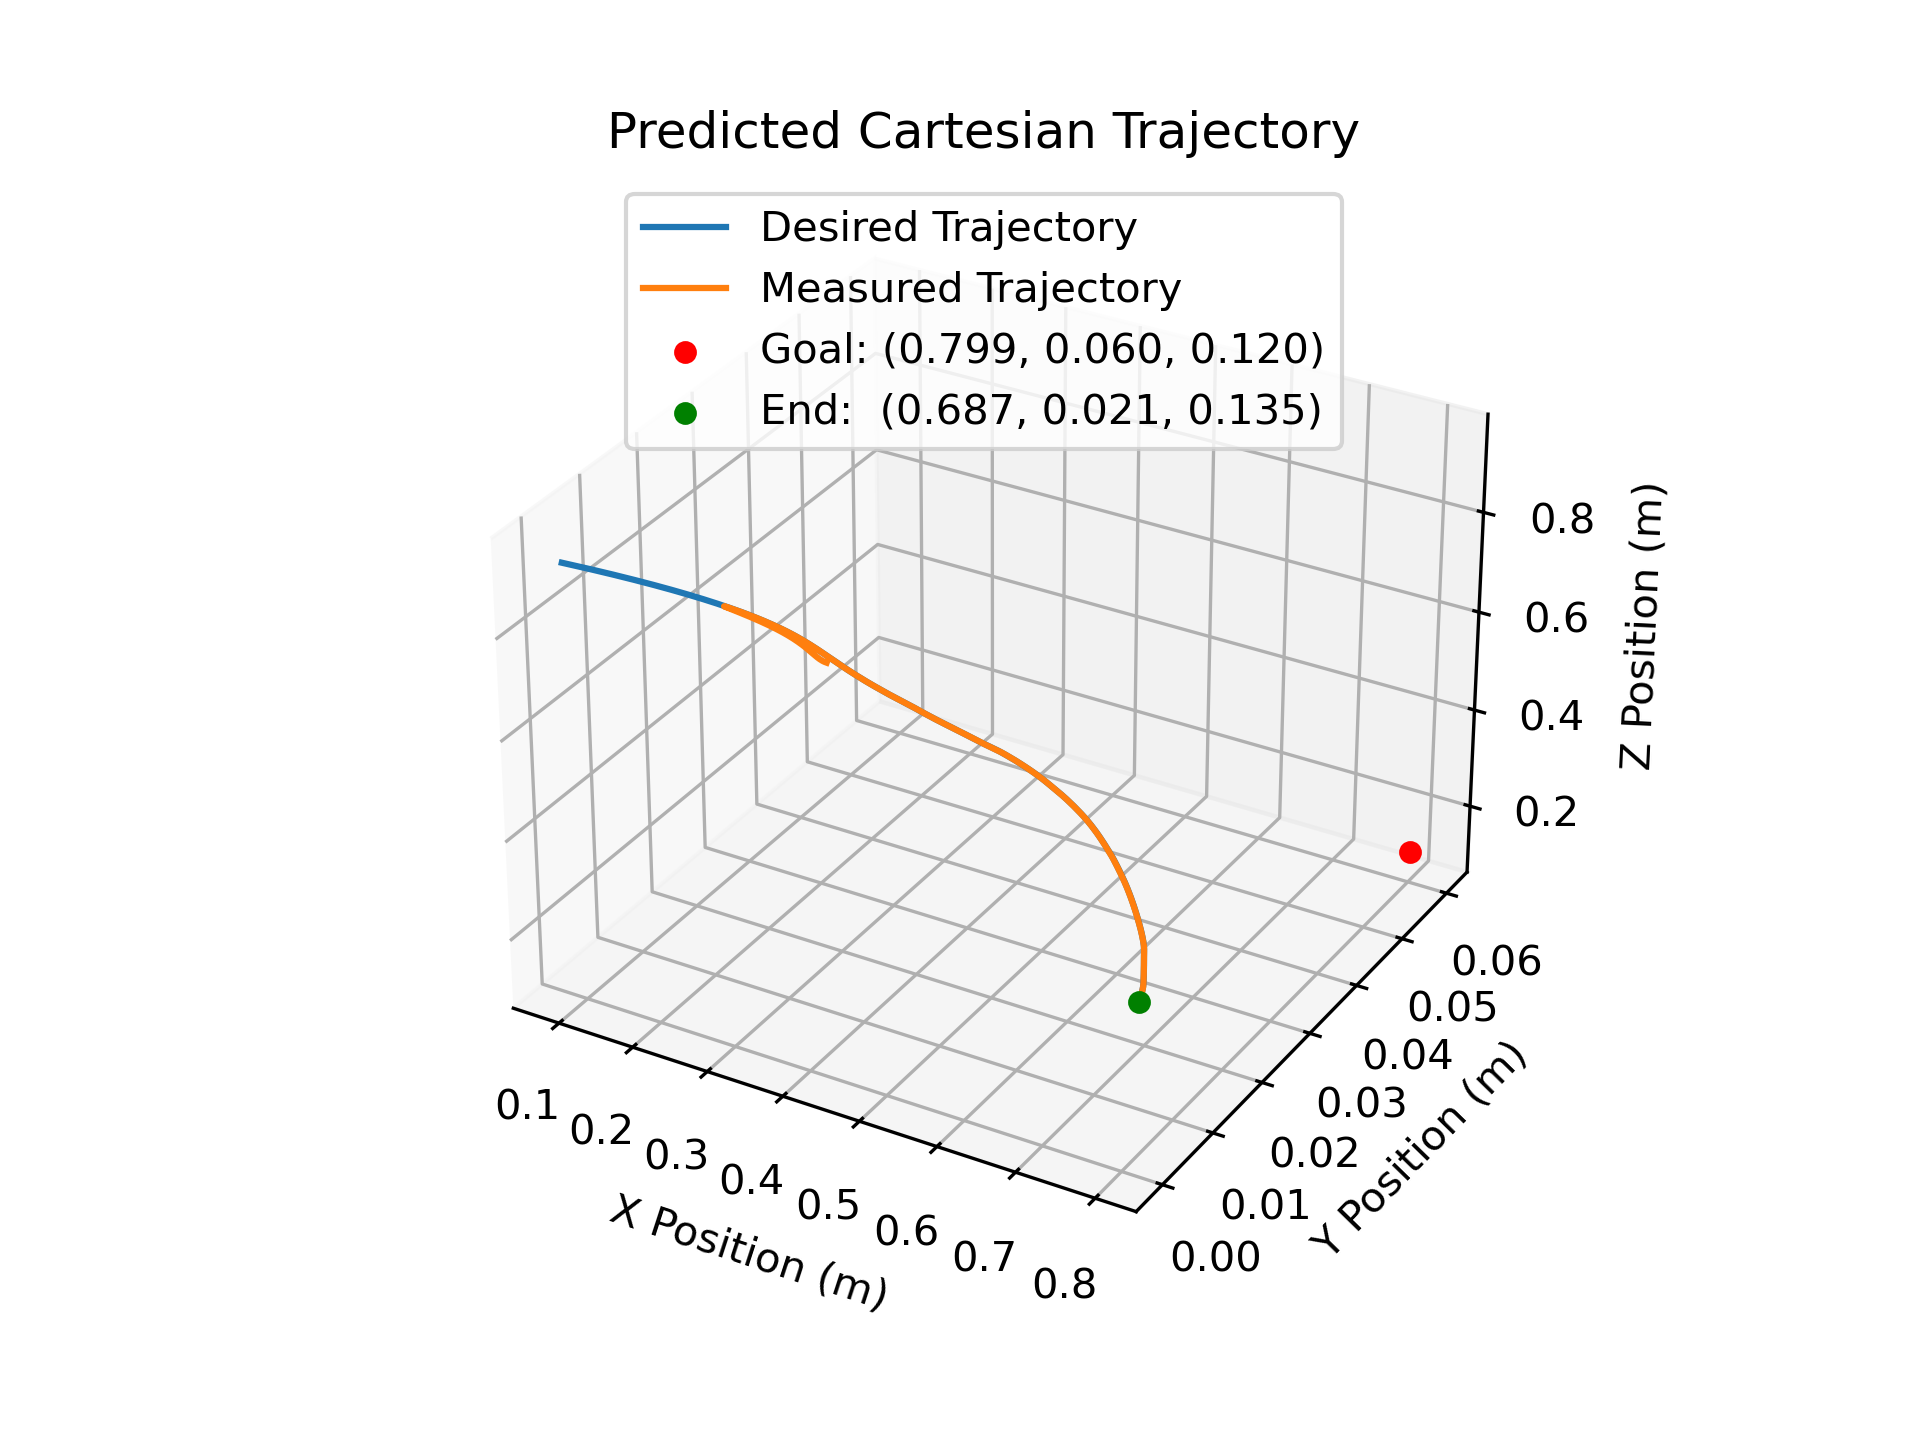 Predicted Cartesian Trajectory
Desired Trajectory
Measured Trajectory
Goal: (0.799, 0.060, 0.120)
End:  (0.687, 0.021, 0.135)
0.8
0.6
0.4
0.2
Z Position (m)
0.06
0.05
0.04
0.03
0.02
0.01
0.00
Y Position (m)
0.1
0.2
0.3
0.4
0.5
0.6
0.7
0.8
X Position (m)